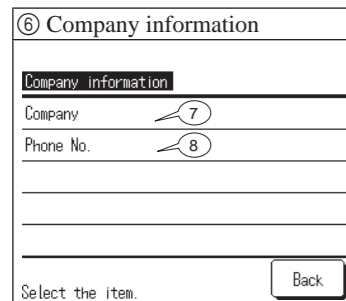 ⑥ Company information
Company information
Company 7
Phone No. 8
Select the item. Back